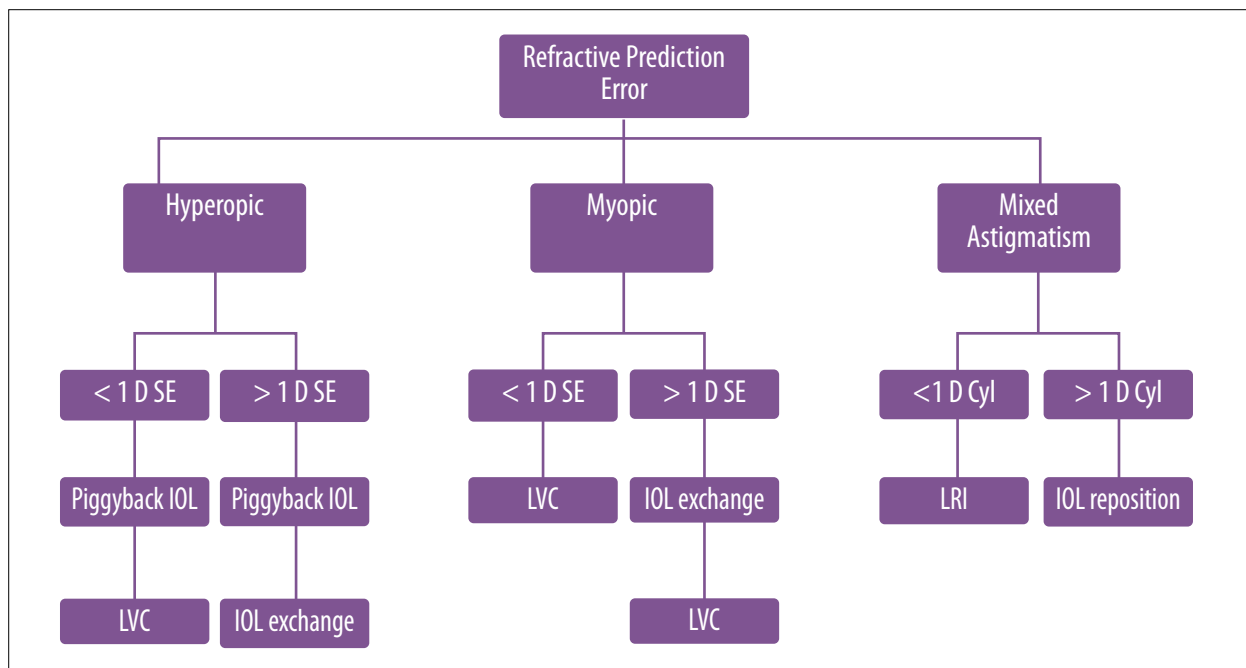 Refractive Prediction
Error
Hyperopic
Myopic
Mixed
Astigmatism
< 1 D SE
> 1 D SE
< 1 D SE
> 1 D SE
<1 D Cyl
> 1 D Cyl
Piggyback IOL
Piggyback IOL
LVC
IOL exchange
LRI
IOL reposition
LVC
IOL exchange
LVC